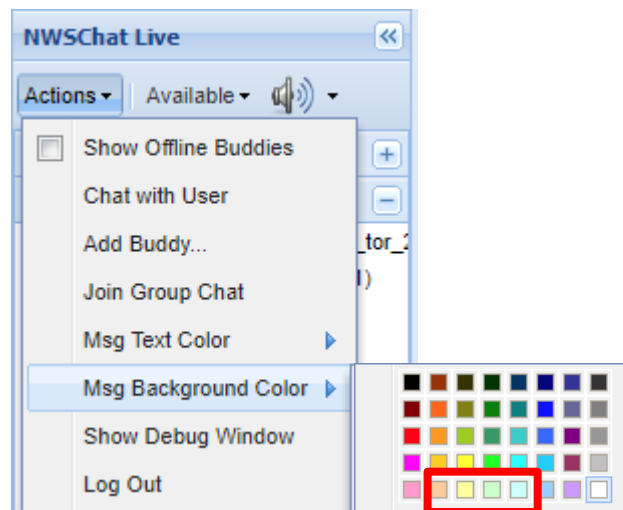 NWSChat Live
Actions Available
Show Offline Buddies
Chat with User
Add Buddy...
_tor_2
Join Group Chat
)
Msg Text Color
Msg Background Color
Show Debug Window
Log Out